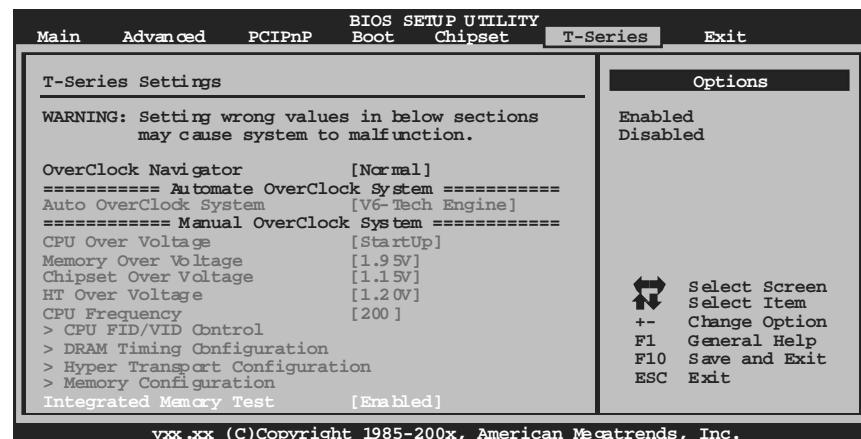 BIOS SETUP UTILITY
Main Advanced PCIPnP Boot Chipset T-Series Exit
T-Series Settings
WARNING: Setting wrong values in below sections
may cause system to malfunction.
OverClock Navigator [Normal]
=========== Automate OverClock System ===========
Auto OverClock System [V6-Tech Engine]
============ Manual OverClock System ============
CPU Over Voltage [StartUp]
Memory Over Voltage [1.95V]
Chipset Over Voltage [1.15V]
HT Over Voltage [1.20V]
CPU Frequency [200 ]
> CPU FID/VID Control
> DRAM Timing Configuration
> Hyper Transport Configuration
> Memory Configuration
Integrated Memory Test [Enabled]
Options
Enabled
Disabled
Select Screen
Select Item
+- Change Option
F1 General Help
F10 Save and Exit
ESC Exit
vxx.xx (C)Copyright 1985-200x, American Megatrends, Inc.